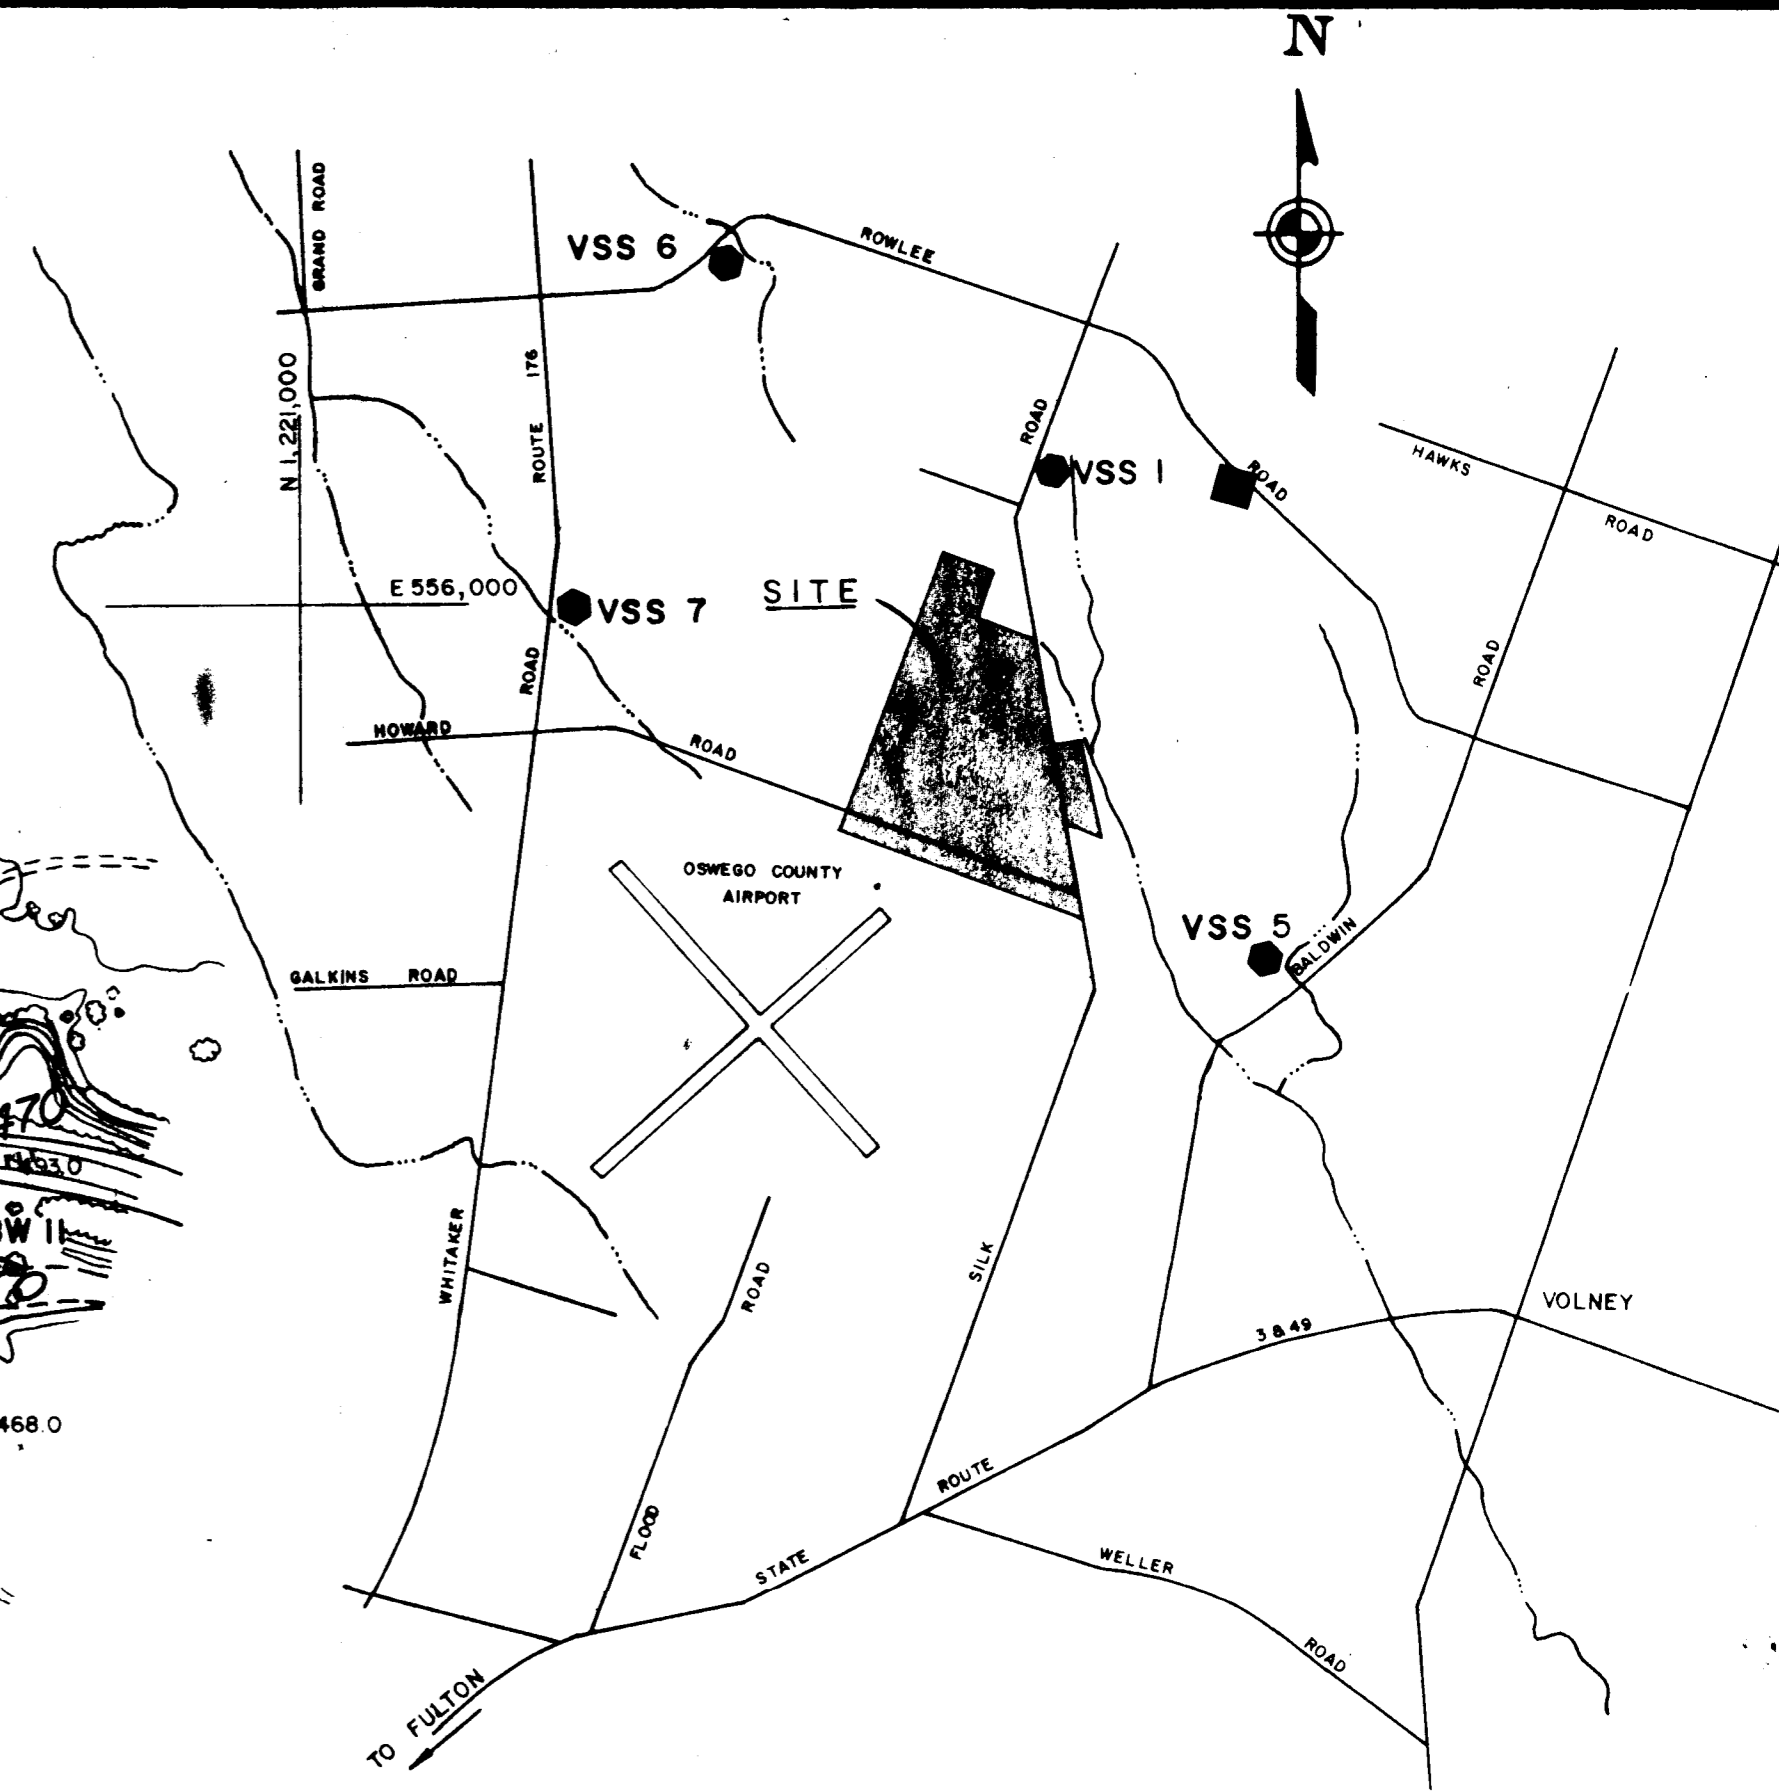 N
GRAND ROAD
VSS 6
ROWLEE
N 1,221,000
ROUTE 176
ROAD
VSS 1
ROAD
HAWKS
ROAD
E 556,000
VSS 7
SITE
ROAD
ROAD
HOWARD
ROAD
OSWEGO COUNTY
AIRPORT
VSS 5
BALDWIN
GALKINS ROAD
WHITAKER
ROAD
SILK
VOLNEY
3 & 49
468.0
ROUTE
FLOOD
STATE
WELLER
ROAD
TO FULTON